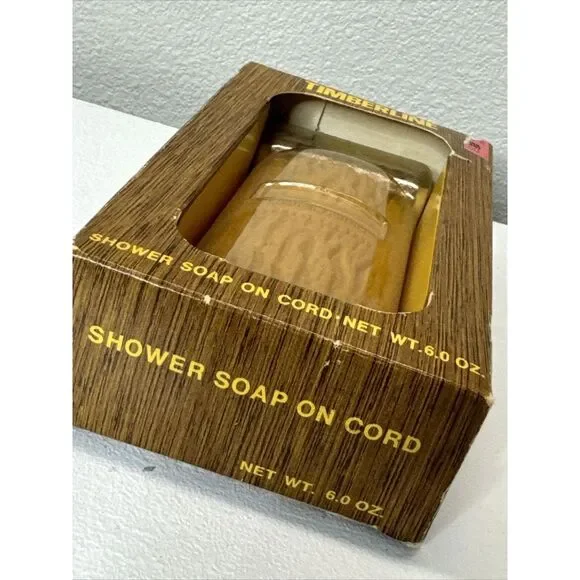 TIMBERLINE
SHOWER SOAP ON CORD•NET WT. 6.0 OZ.
SHOWER SOAP ON CORD
NET WT. 6.0 OZ.